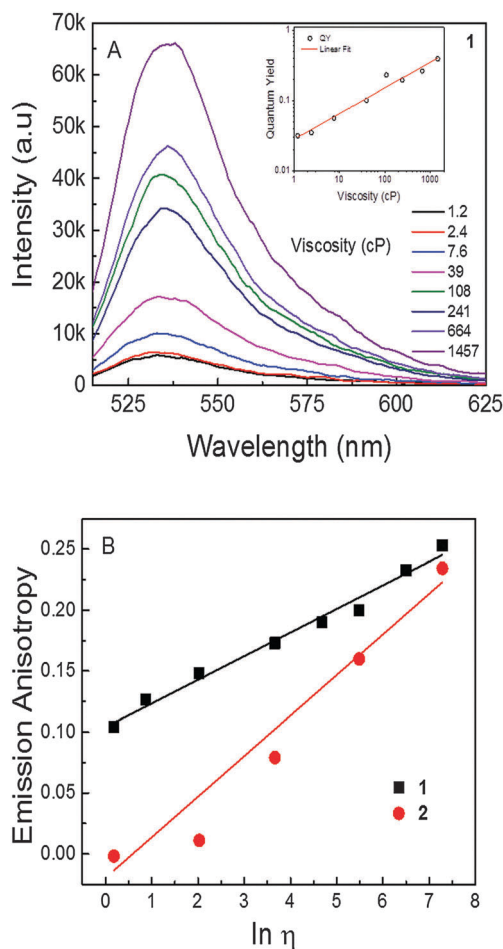 A
1
70k
60k
50k
40k
30k
20k
10k
0
Intensity (a.u)
525 550 575 600 625
Wavelength (nm)
QY
Linear Fit
Quantum Yield
0.1
0.01
1 10 100 1000
Viscosity (cP)
Viscosity (cP)
1.2
2.4
7.6
39
108
241
664
1457
B
0.25
0.20
0.15
0.10
0.05
0.00
Emission Anisotropy
1
2
0 1 2 3 4 5 6 7 8
ln η